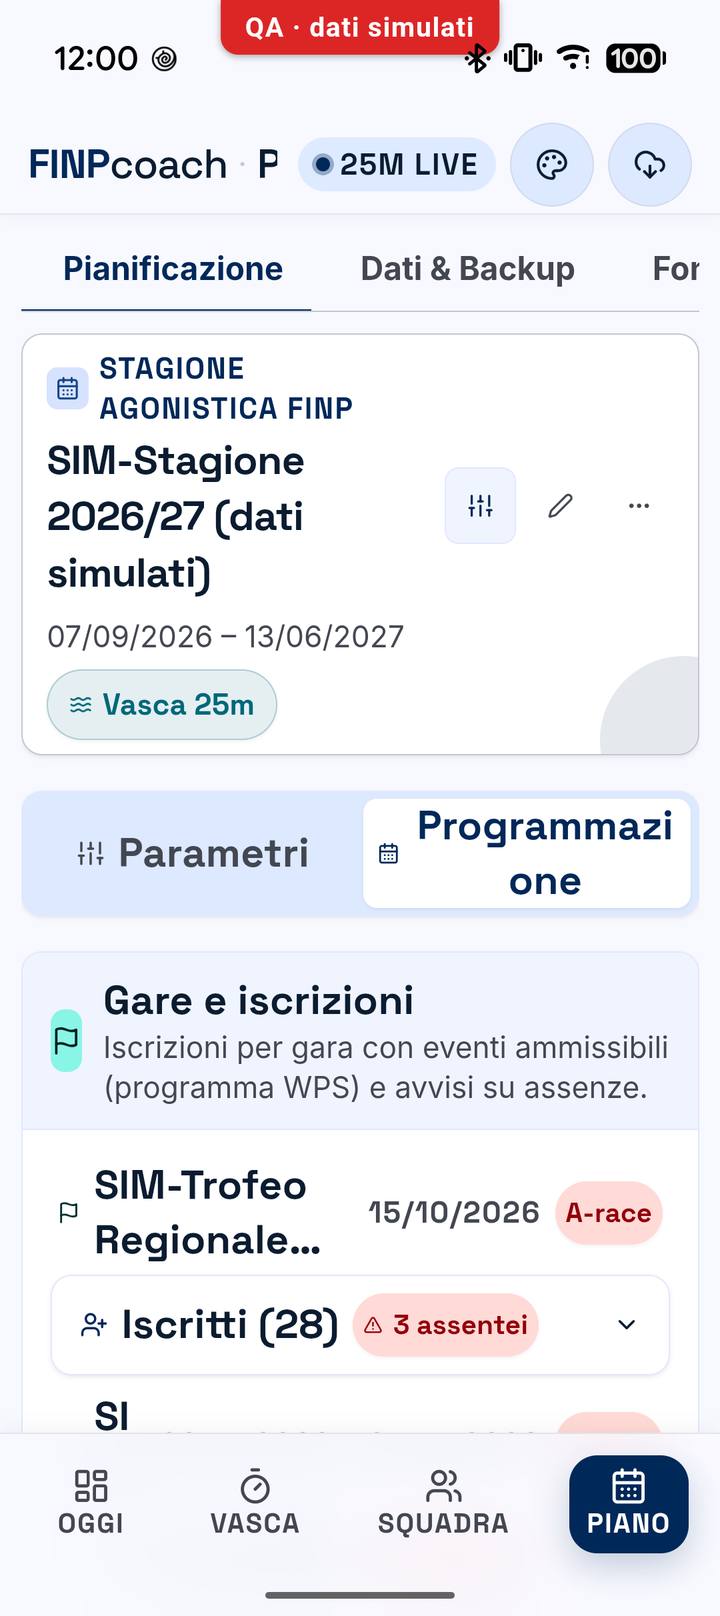 QA · dati simulati
12:00
100
FINPcoach · P
25M LIVE
Pianificazione
Dati & Backup
For
STAGIONE
AGONISTICA FINP
SIM-Stagione
2026/27 (dati
simulati)
07/09/2026 – 13/06/2027
Vasca 25m
Parametri
Programmazi
one
Gare e iscrizioni
Iscrizioni per gara con eventi ammissibili
(programma WPS) e avvisi su assenze.
SIM-Trofeo
Regionale...
15/10/2026
A-race
Iscritti (28)
3 assentei
SI
OGGI
VASCA
SQUADRA
PIANO